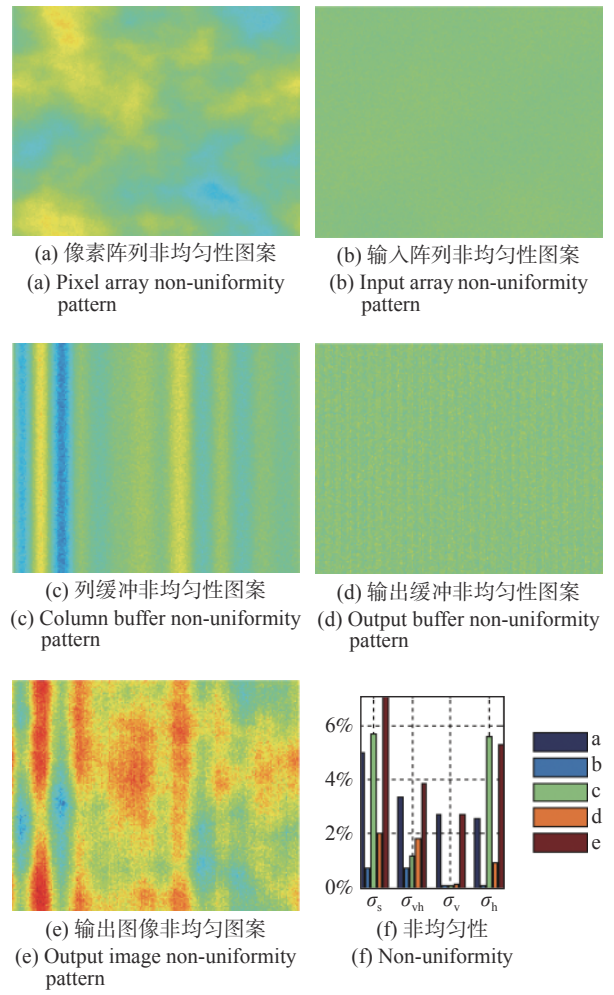 (a) 像素阵列非均匀性图案
(a) Pixel array non-uniformity
pattern
(b) 输入阵列非均匀性图案
(b) Input array non-uniformity
pattern
(c) 列缓冲非均匀性图案
(c) Column buffer non-uniformity
pattern
(d) 输出缓冲非均匀性图案
(d) Output buffer non-uniformity
pattern
(e) 输出图像非均匀图案
(e) Output image non-uniformity
pattern
6%
4%
2%
0%
σs σvh σv σh
a
b
c
d
e
(f) 非均匀性
(f) Non-uniformity